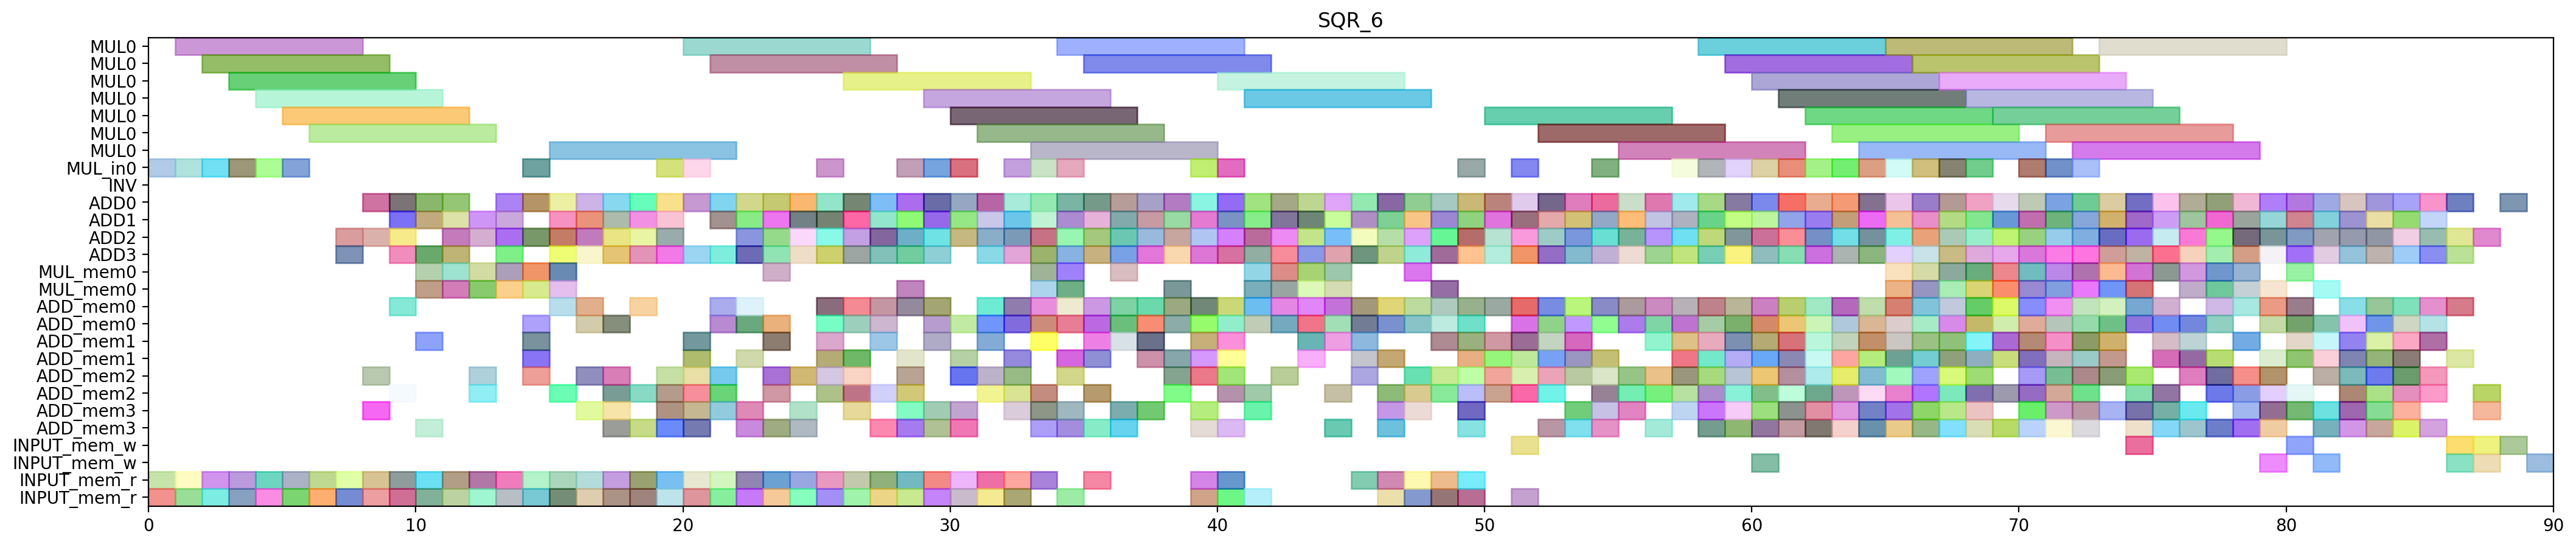 SQR_6
MUL0
MUL0
MUL0
MUL0
MUL0
MUL0
MUL0
MUL_in0
INV
ADD0
ADD1
ADD2
ADD3
MUL_mem0
MUL_mem0
ADD_mem0
ADD_mem0
ADD_mem1
ADD_mem1
ADD_mem2
ADD_mem2
ADD_mem3
ADD_mem3
INPUT_mem_w
INPUT_mem_w
INPUT_mem_r
INPUT_mem_r
0 10 20 30 40 50 60 70 80 90